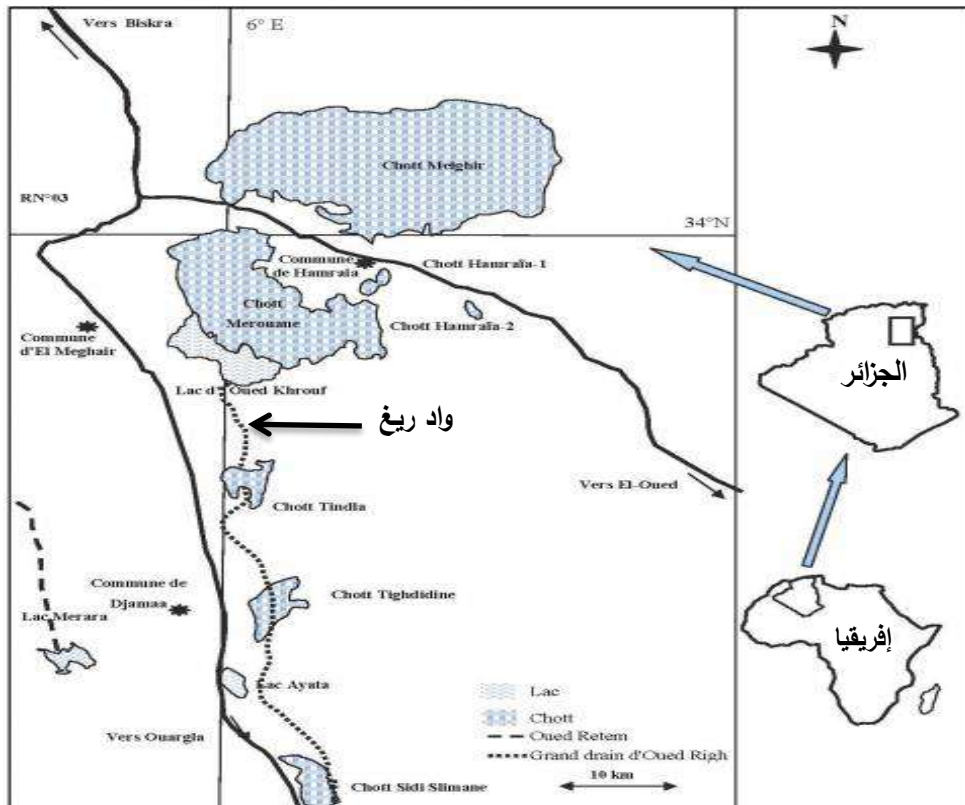 Vers Biskra
6° E
N
Chott Melghir
RN°03
34°N
Commune
de Hamraïa
Chott Hamraïa-1
Chott
Merouane
Chott Hamraïa-2
Commune
d'El Meghair
الجزائر
Lac d'Oued Khrouf
واد ريغ
Vers El-Oued
Chott Tindla
Commune de
Djamaa
Chott Tighdidine
Lac Merara
إفريقيا
Lac Ayata
Lac
Chott
Vers Ouargla
Oued Retem
Grand drain d'Oued Righ
10 km
Chott Sidi Slimane